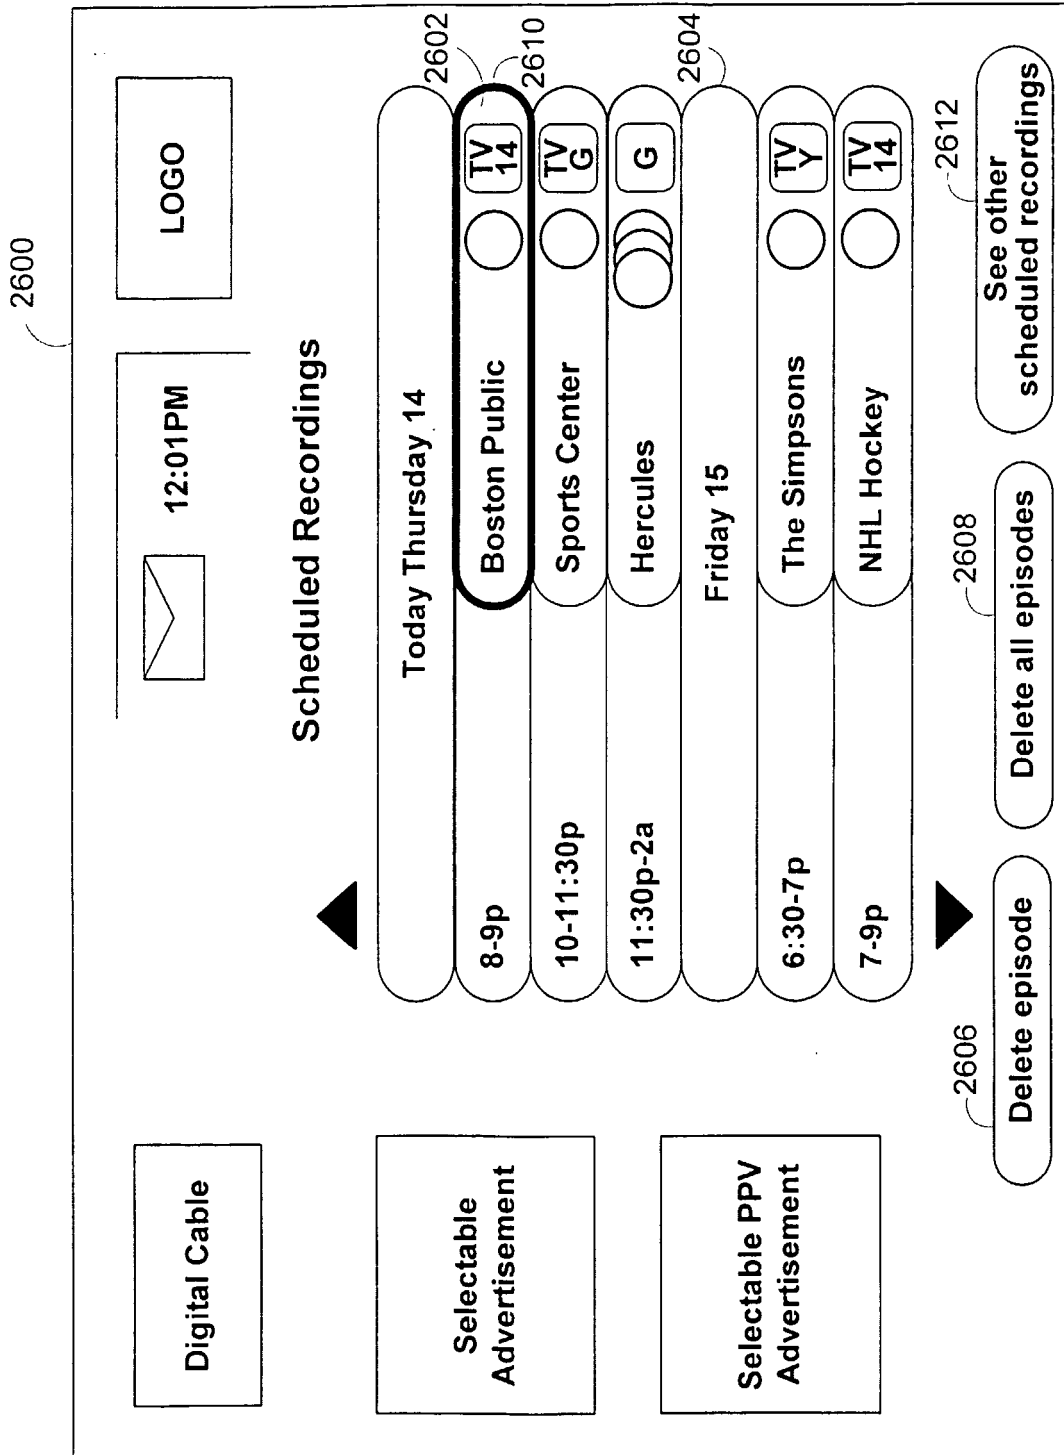 2600
Digital Cable
12:01PM
LOGO
Scheduled Recordings
Selectable
Advertisement
Selectable PPV
Advertisement
Today Thursday 14
2602
8-9p Boston Public TV 14
2610
10-11:30p Sports Center TV G
11:30p-2a Hercules G
2604
Friday 15
6:30-7p The Simpsons TV Y
7-9p NHL Hockey TV 14
2606
2608
2612
Delete episode
Delete all episodes
See other
scheduled recordings